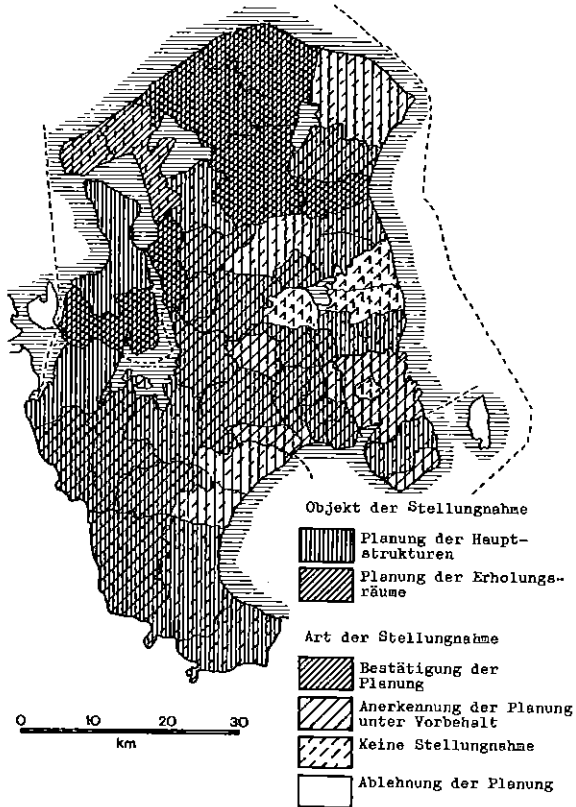 Objekt der Stellungnahme
Planung der Haupt-
strukturen
Planung der Erholungs-
räume
Art der Stellungnahme
Bestätigung der
Planung
Anerkennung der Planung
unter Vorbehalt
Keine Stellungnahme
Ablehnung der Planung
0 10 20 30
km